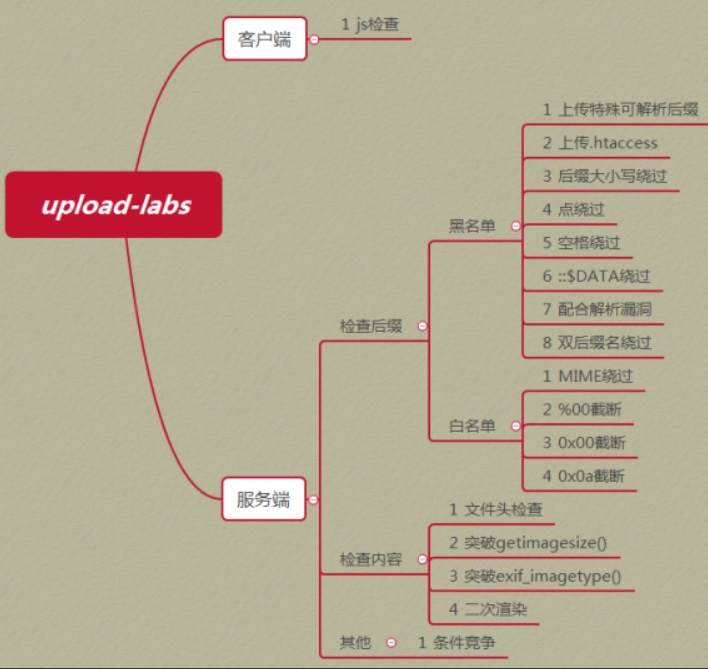 upload-labs
客户端
1 js检查
服务端
检查后缀
黑名单
1 上传特殊可解析后缀
2 上传.htaccess
3 后缀大小写绕过
4 点绕过
5 空格绕过
6 ::$DATA绕过
7 配合解析漏洞
8 双后缀名绕过
白名单
1 MIME绕过
2 %00截断
3 0x00截断
4 0x0a截断
检查内容
1 文件头检查
2 突破getimagesize()
3 突破exif_imagetype()
4 二次渲染
其他
1 条件竞争